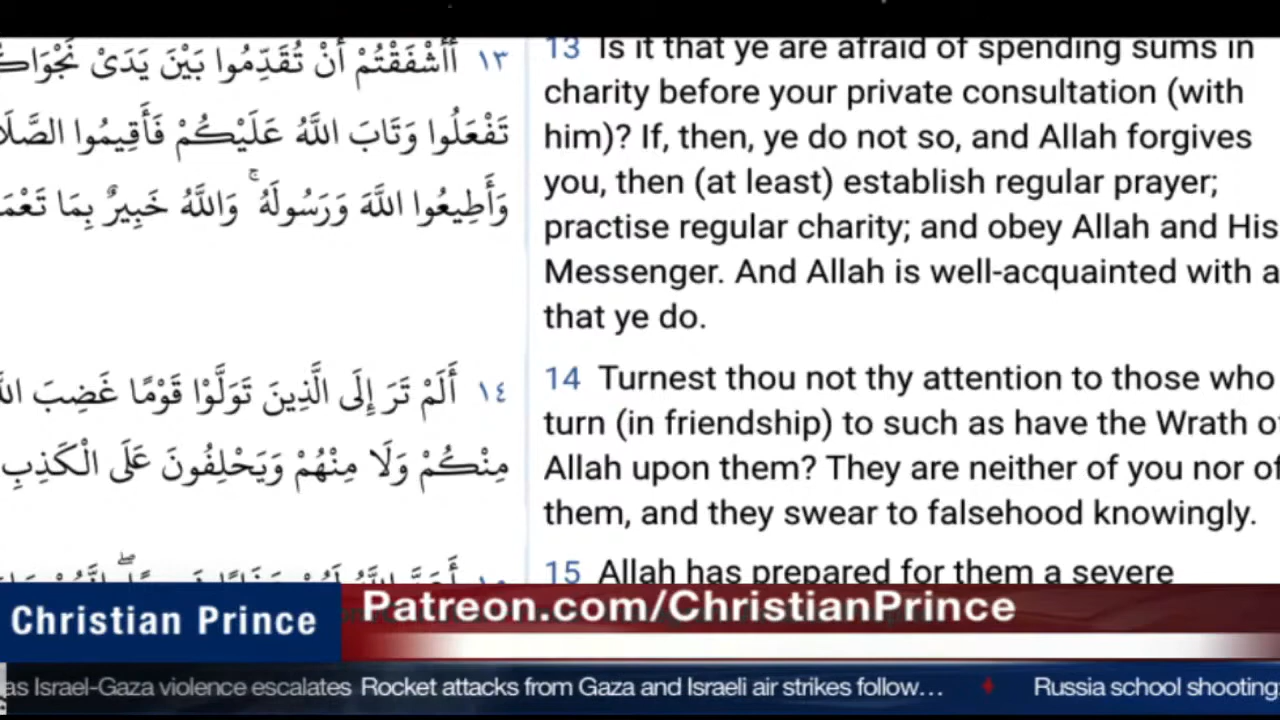 ١٣ أَأَشْفَقْتُمْ أَنْ تُقَدِّمُوا بَيْنَ يَدَىْ
تَفْعَلُوا وَتَابَ اللَّهُ عَلَيْكُمْ فَأَقِيمُوا
وَأَطِيعُوا اللَّهَ وَرَسُولَهُ ۚ وَاللَّهُ خَبِيرٌ بِمَا
١٤ أَلَمْ تَرَ إِلَى الَّذِينَ تَوَلَّوْا قَوْمًا غَضِبَ
مِنْكُمْ وَلَا مِنْهُمْ وَيَحْلِفُونَ عَلَى الْكَذِبِ
13 Is it that ye are afraid of spending sums in
charity before your private consultation (with
him)? If, then, ye do not so, and Allah forgives
you, then (at least) establish regular prayer;
practise regular charity; and obey Allah and His
Messenger. And Allah is well-acquainted with a
that ye do.
14 Turnest thou not thy attention to those who
turn (in friendship) to such as have the Wrath o
Allah upon them? They are neither of you nor of
them, and they swear to falsehood knowingly.
15 Allah has prepared for them a severe
Christian Prince
Patreon.com/ChristianPrince
as Israel-Gaza violence escalates Rocket attacks from Gaza and Israeli air strikes follow… Russia school shooting: